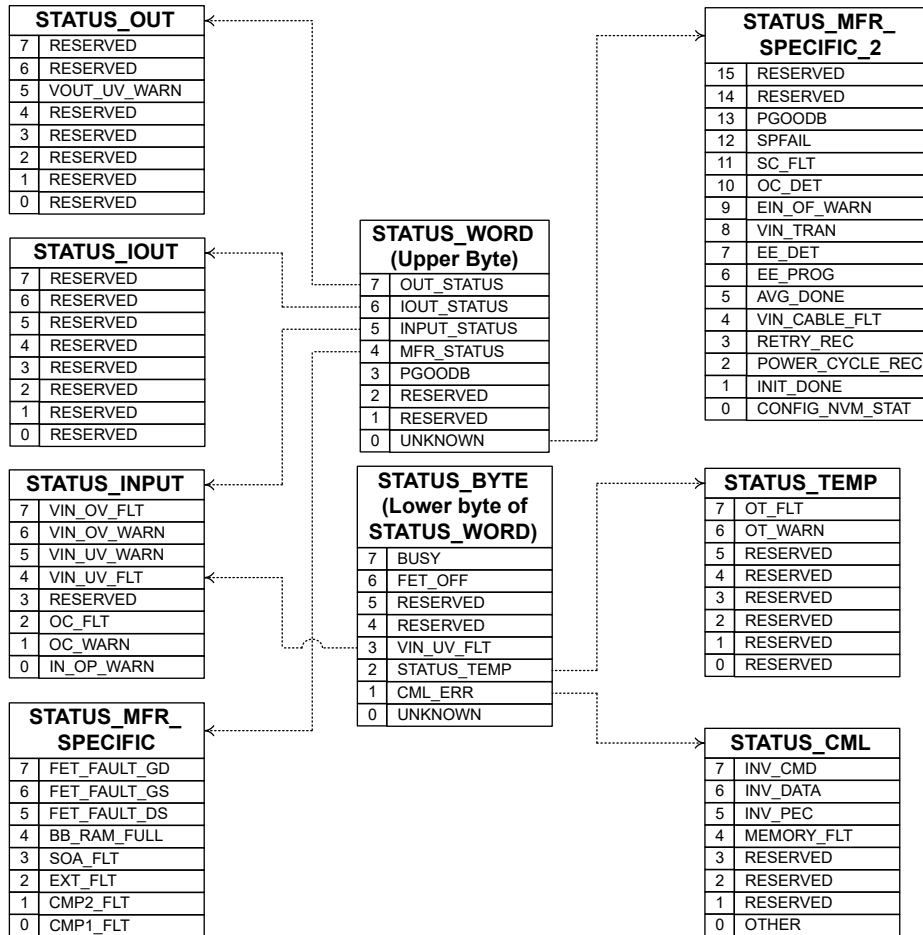 STATUS_OUT
7 RESERVED
6 RESERVED
5 VOUT_UV_WARN
4 RESERVED
3 RESERVED
2 RESERVED
1 RESERVED
0 RESERVED
STATUS_IOUT
7 RESERVED
6 RESERVED
5 RESERVED
4 RESERVED
3 RESERVED
2 RESERVED
1 RESERVED
0 RESERVED
STATUS_INPUT
7 VIN_OV_FLT
6 VIN_OV_WARN
5 VIN_UV_WARN
4 VIN_UV_FLT
3 RESERVED
2 OC_FLT
1 OC_WARN
0 IN_OP_WARN
STATUS_MFR_
SPECIFIC
7 FET_FAULT_GD
6 FET_FAULT_GS
5 FET_FAULT_DS
4 BB_RAM_FULL
3 SOA_FLT
2 EXT_FLT
1 CMP2_FLT
0 CMP1_FLT
STATUS_WORD
(Upper Byte)
7 OUT_STATUS
6 IOUT_STATUS
5 INPUT_STATUS
4 MFR_STATUS
3 PGOODB
2 RESERVED
1 RESERVED
0 UNKNOWN
STATUS_BYTE
(Lower byte of
STATUS_WORD)
7 BUSY
6 FET_OFF
5 RESERVED
4 RESERVED
3 VIN_UV_FLT
2 STATUS_TEMP
1 CML_ERR
0 UNKNOWN
STATUS_MFR_
SPECIFIC_2
15 RESERVED
14 RESERVED
13 PGOODB
12 SPFAIL
11 SC_FLT
10 OC_DET
9 EIN_OF_WARN
8 VIN_TRAN
7 EE_DET
6 EE_PROG
5 AVG_DONE
4 VIN_CABLE_FLT
3 RETRY_REC
2 POWER_CYCLE_REC
1 INIT_DONE
0 CONFIG_NVM_STAT
STATUS_TEMP
7 OT_FLT
6 OT_WARN
5 RESERVED
4 RESERVED
3 RESERVED
2 RESERVED
1 RESERVED
0 RESERVED
STATUS_CML
7 INV_CMD
6 INV_DATA
5 INV_PEC
4 MEMORY_FLT
3 RESERVED
2 RESERVED
1 RESERVED
0 OTHER